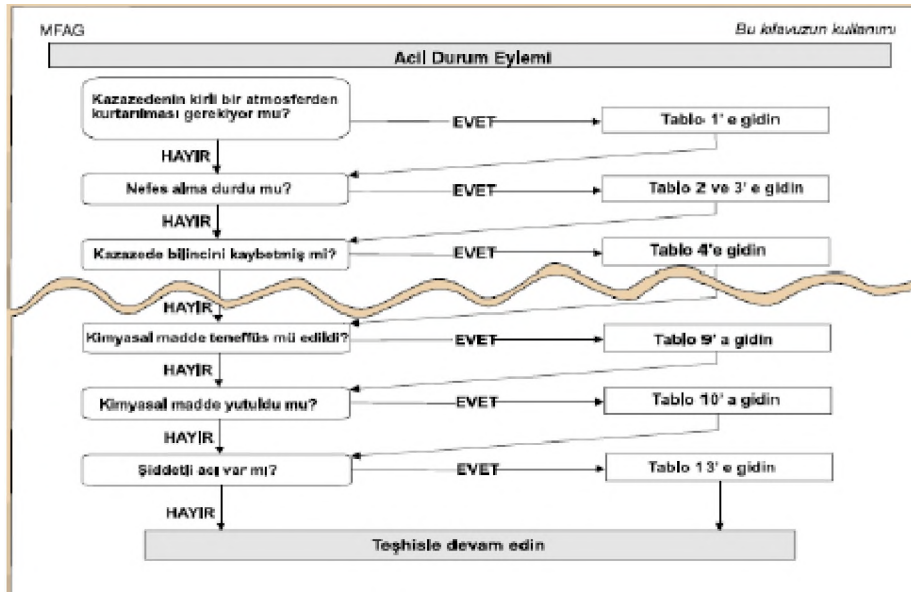 MFAG
Bu kılavuzun kullanımı
Acil Durum Eylemi
Kazazedenin kirli bir atmosferden
kurtarılması gerekiyor mu?
EVET
Tablo 1' e gidin
HAYIR
Nefes alma durdu mu?
EVET
Tablo 2 ve 3' e gidin
HAYIR
Kazazede bilincini kaybetmiş mi?
EVET
Tablo 4'e gidin
HAYIR
Kimyasal madde teneffüs mü edildi?
EVET
Tablo 9' a gidin
HAYIR
Kimyasal madde yutuldu mu?
EVET
Tablo 10' a gidin
HAYIR
Şiddetli acı var mı?
EVET
Tablo 13' e gidin
HAYIR
Teşhisle devam edin